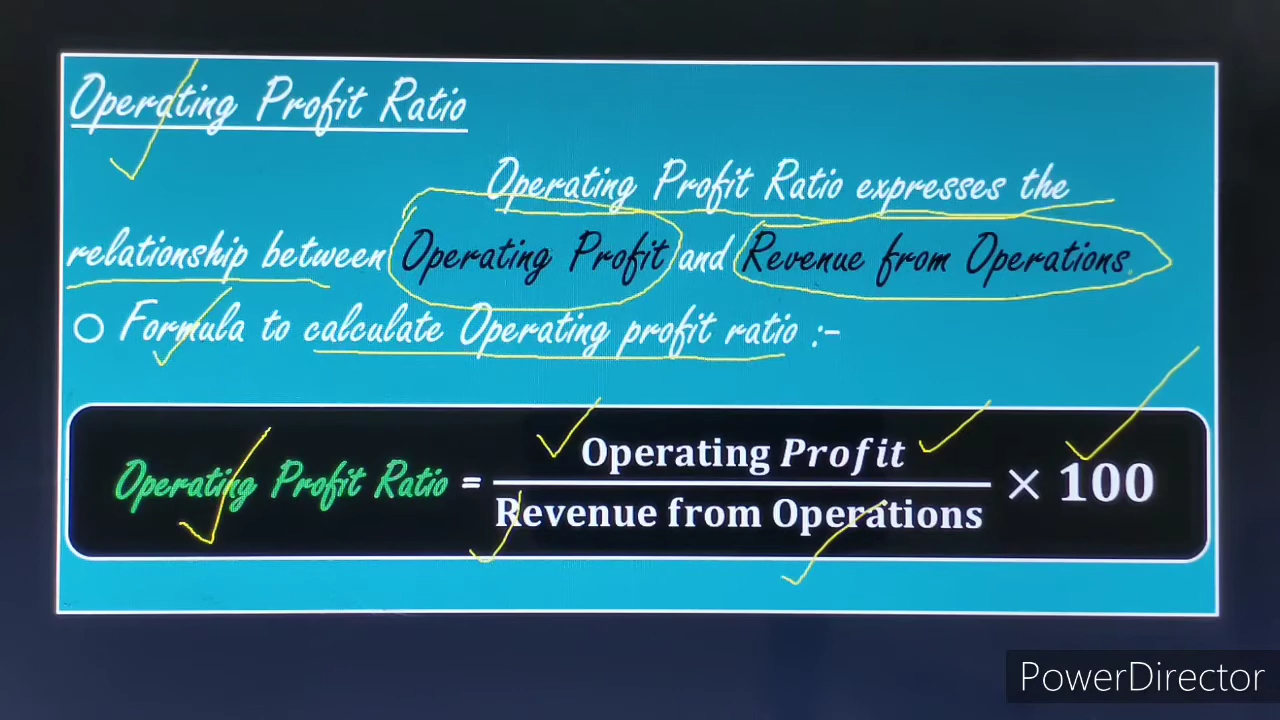 Operating Profit Ratio
Operating Profit Ratio expresses the
relationship between Operating Profit and Revenue from Operations.
Formula to calculate Operating profit ratio :-
Operating Profit Ratio = Operating Profit / Revenue from Operations × 100
PowerDirector